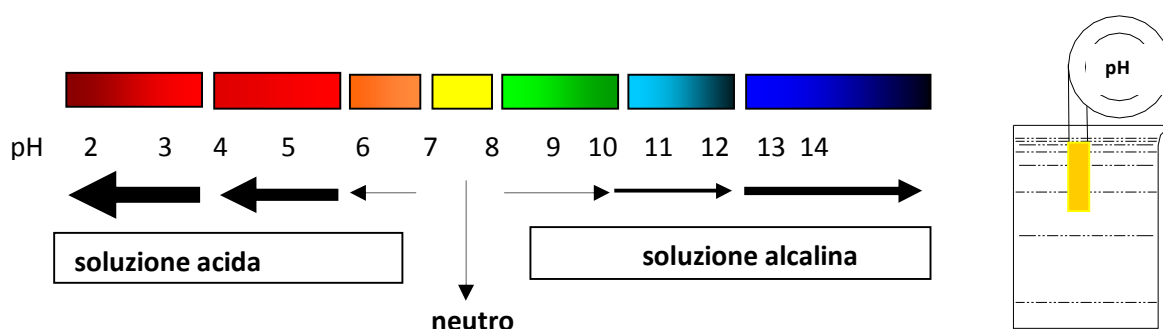 pH
pH 2 3 4 5 6 7 8 9 10 11 12 13 14
soluzione acida
soluzione alcalina
neutro